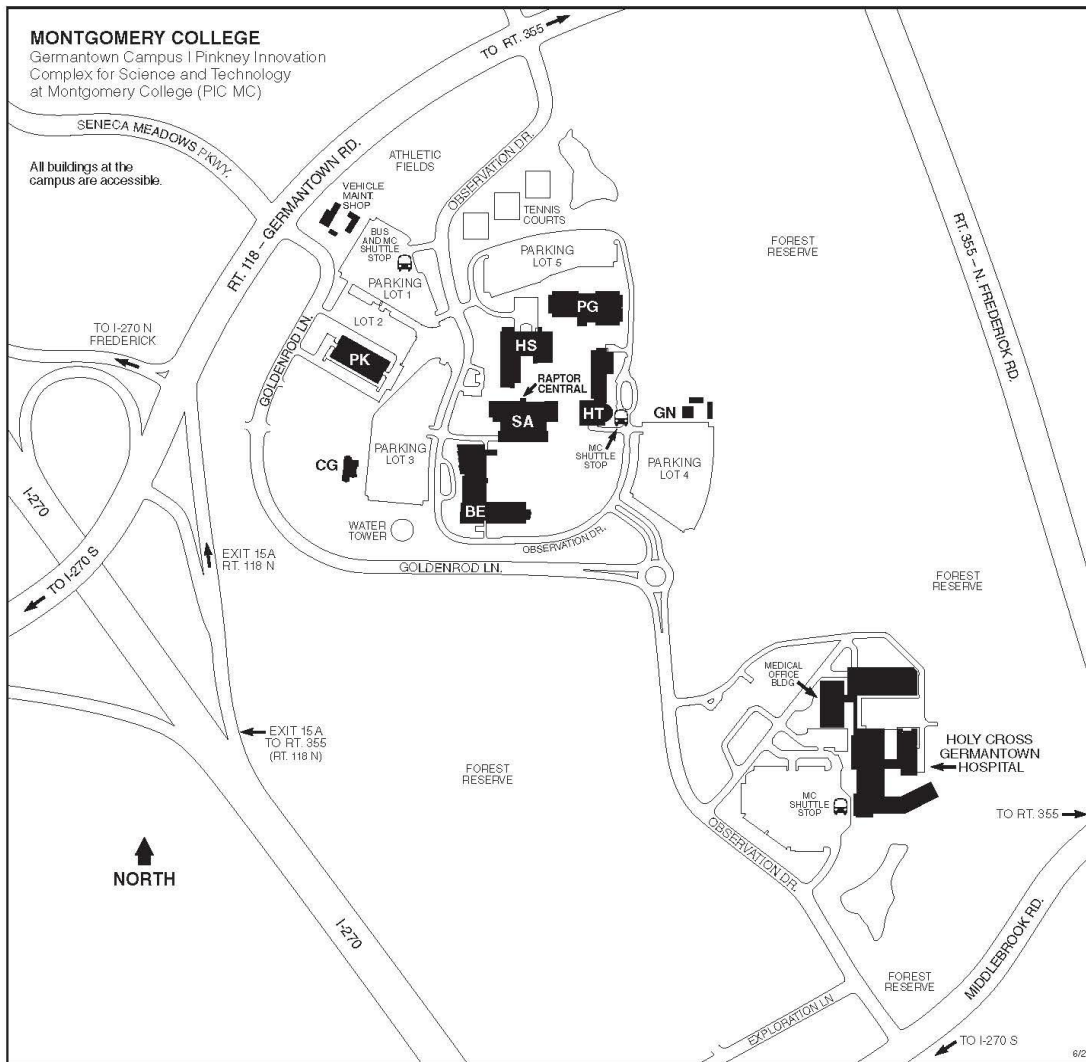 MONTGOMERY COLLEGE
Germantown Campus | Pinkney Innovation
Complex for Science and Technology
at Montgomery College (PIC MC)
TO RT. 355
SENECA MEADOWS PKWY.
All buildings at the
campus are accessible.
RT. 118 – GERMANTOWN RD.
ATHLETIC
FIELDS
OBSERVATION DR.
VEHICLE
MAINT.
SHOP
TENNIS
COURTS
BUS
AND MC
SHUTTLE
STOP
PARKING
LOT 1
PARKING
LOT 5
FOREST
RESERVE
RT. 355 – N. FREDERICK RD.
LOT 2
PG
TO I-270 N
FREDERICK
GOLDENROD LN.
PK
HS
RAPTOR
CENTRAL
SA
HT
GN
MC
SHUTTLE
STOP
PARKING
LOT 3
PARKING
LOT 4
CG
I-270
BE
WATER
TOWER
OBSERVATION DR.
EXIT 15A
RT. 118 N
GOLDENROD LN.
TO I-270 S
FOREST
RESERVE
MEDICAL
OFFICE
BLDG
EXIT 15A
TO RT. 355
(RT. 118 N)
HOLY CROSS
GERMANTOWN
HOSPITAL
FOREST
RESERVE
MC
SHUTTLE
STOP
TO RT. 355
OBSERVATION DR.
NORTH
I-270
MIDDLEBROOK RD.
FOREST
RESERVE
EXPLORATION LN
TO I-270 S